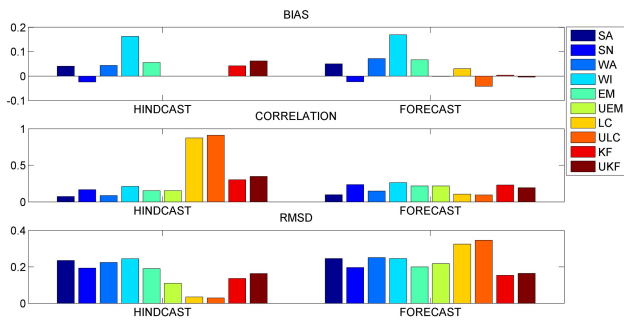 BIAS
0.2
0.1
0
-0.1
HINDCAST
FORECAST
CORRELATION
1
0.5
0
HINDCAST
FORECAST
RMSD
0.4
0.2
0
HINDCAST
FORECAST
SA
SN
WA
WI
EM
UEM
LC
ULC
KF
UKF